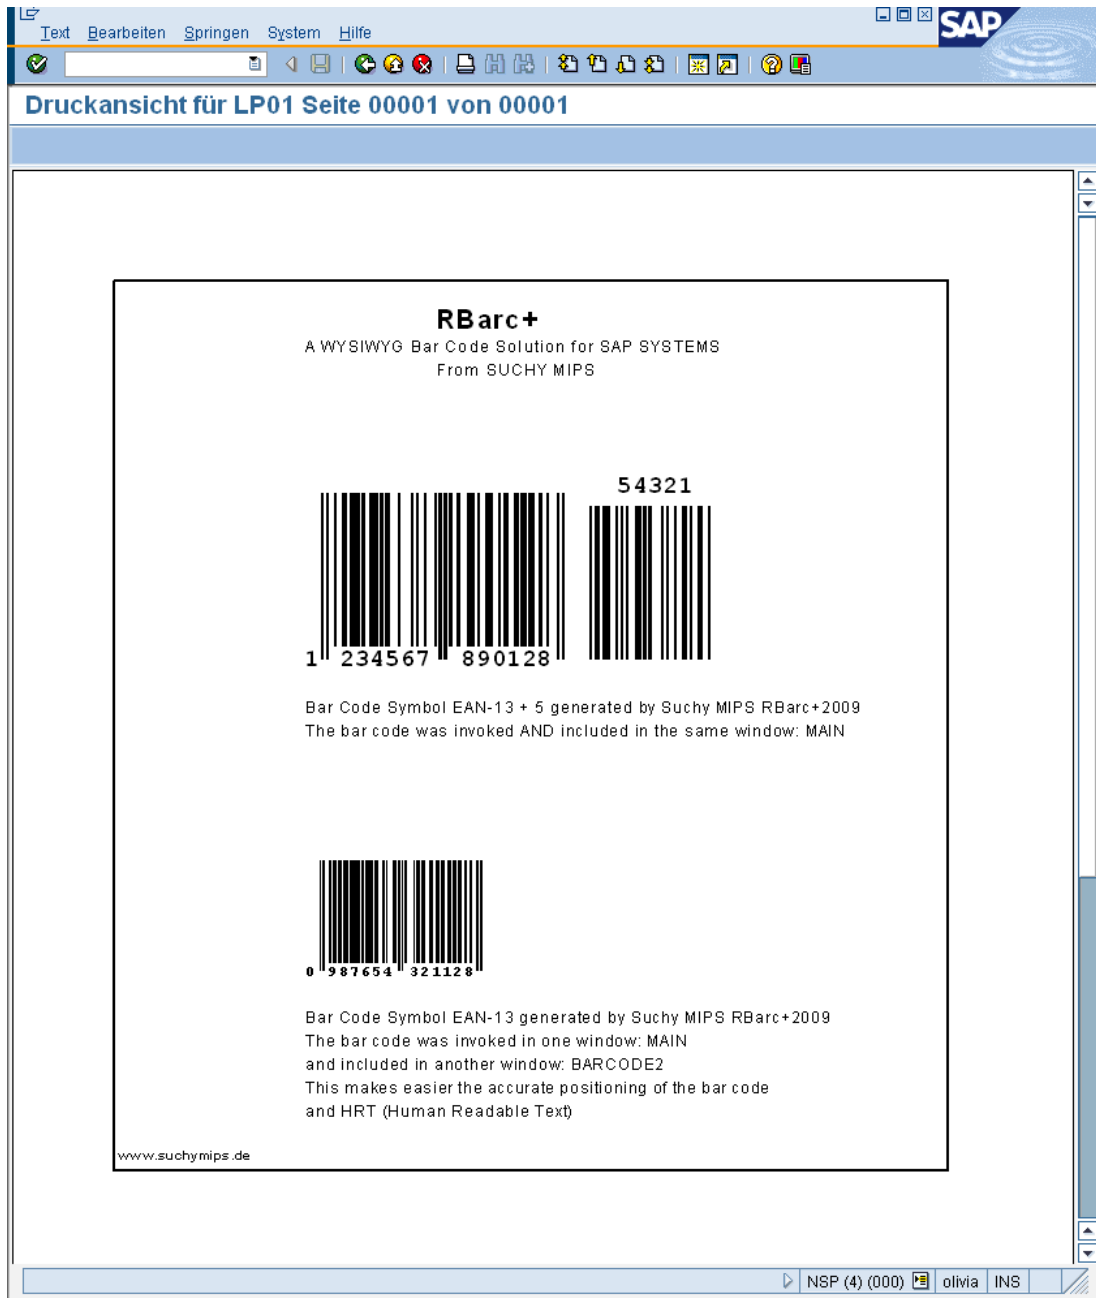 Text Bearbeiten Springen System Hilfe
SAP
Druckansicht für LP01 Seite 00001 von 00001
RBarc+
A WYSIWYG Bar Code Solution for SAP SYSTEMS
From SUCHY MIPS
54321
1 234567 890128
Bar Code Symbol EAN-13 + 5 generated by Suchy MIPS RBarc+2009
The bar code was invoked AND included in the same window: MAIN
0 987654 321128
Bar Code Symbol EAN-13 generated by Suchy MIPS RBarc+2009
The bar code was invoked in one window: MAIN
and included in another window: BARCODE2
This makes easier the accurate positioning of the bar code
and HRT (Human Readable Text)
www.suchymips.de
NSP (4) (000) olivia INS